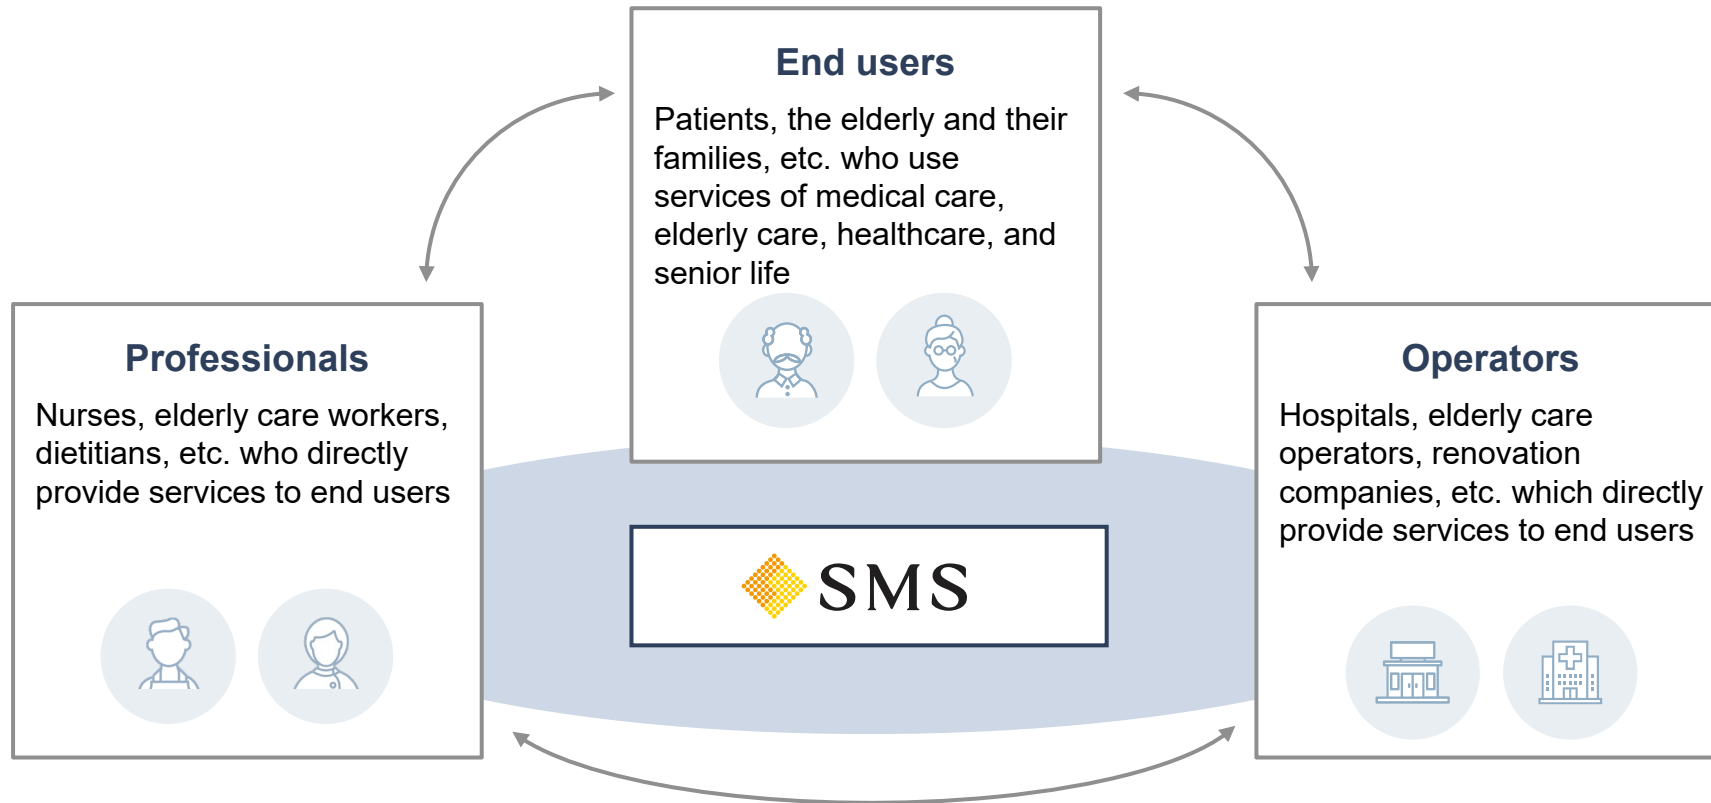 End users
Patients, the elderly and their
families, etc. who use
services of medical care,
elderly care, healthcare, and
senior life
Professionals
Nurses, elderly care workers,
dietitians, etc. who directly
provide services to end users
Operators
Hospitals, elderly care
operators, renovation
companies, etc. which directly
provide services to end users
SMS